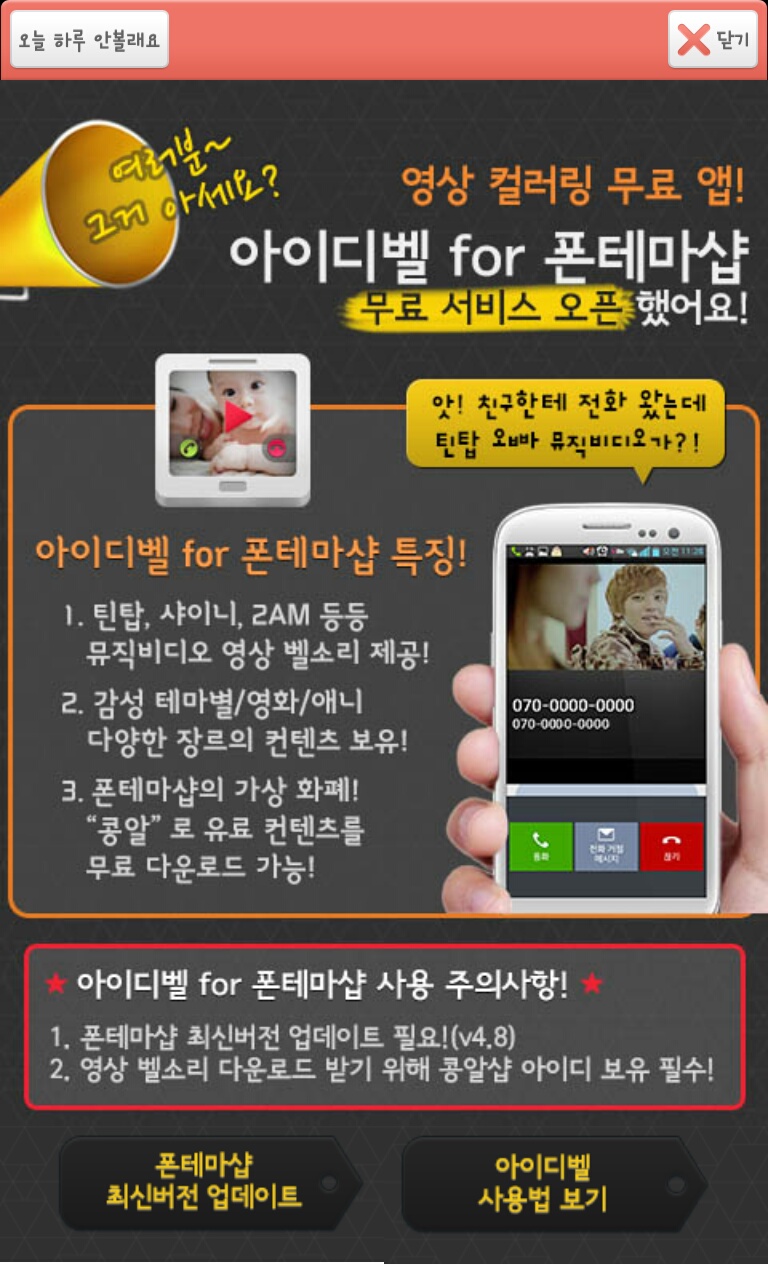 오늘 하루 안볼래요
닫기
여러분~
그거 아세요?
영상 컬러링 무료 앱!
아이디벨 for 폰테마샵
무료 서비스 오픈 했어요!
앗! 친구한테 전화 왔는데
틴탑 오빠 뮤직비디오가?!
아이디벨 for 폰테마샵 특징!
1. 틴탑, 샤이니, 2AM 등등
뮤직비디오 영상 벨소리 제공!
2. 감성 테마별/영화/애니
다양한 장르의 컨텐츠 보유!
3. 폰테마샵의 가상 화폐!
“콩알” 로 유료 컨텐츠를
무료 다운로드 가능!
오전 11:26
070-0000-0000
070-0000-0000
통화
전화 거절
메시지
끊기
★ 아이디벨 for 폰테마샵 사용 주의사항! ★
1. 폰테마샵 최신버전 업데이트 필요!(v4.8)
2. 영상 벨소리 다운로드 받기 위해 콩알샵 아이디 보유 필수!
폰테마샵
최신버전 업데이트
아이디벨
사용법 보기